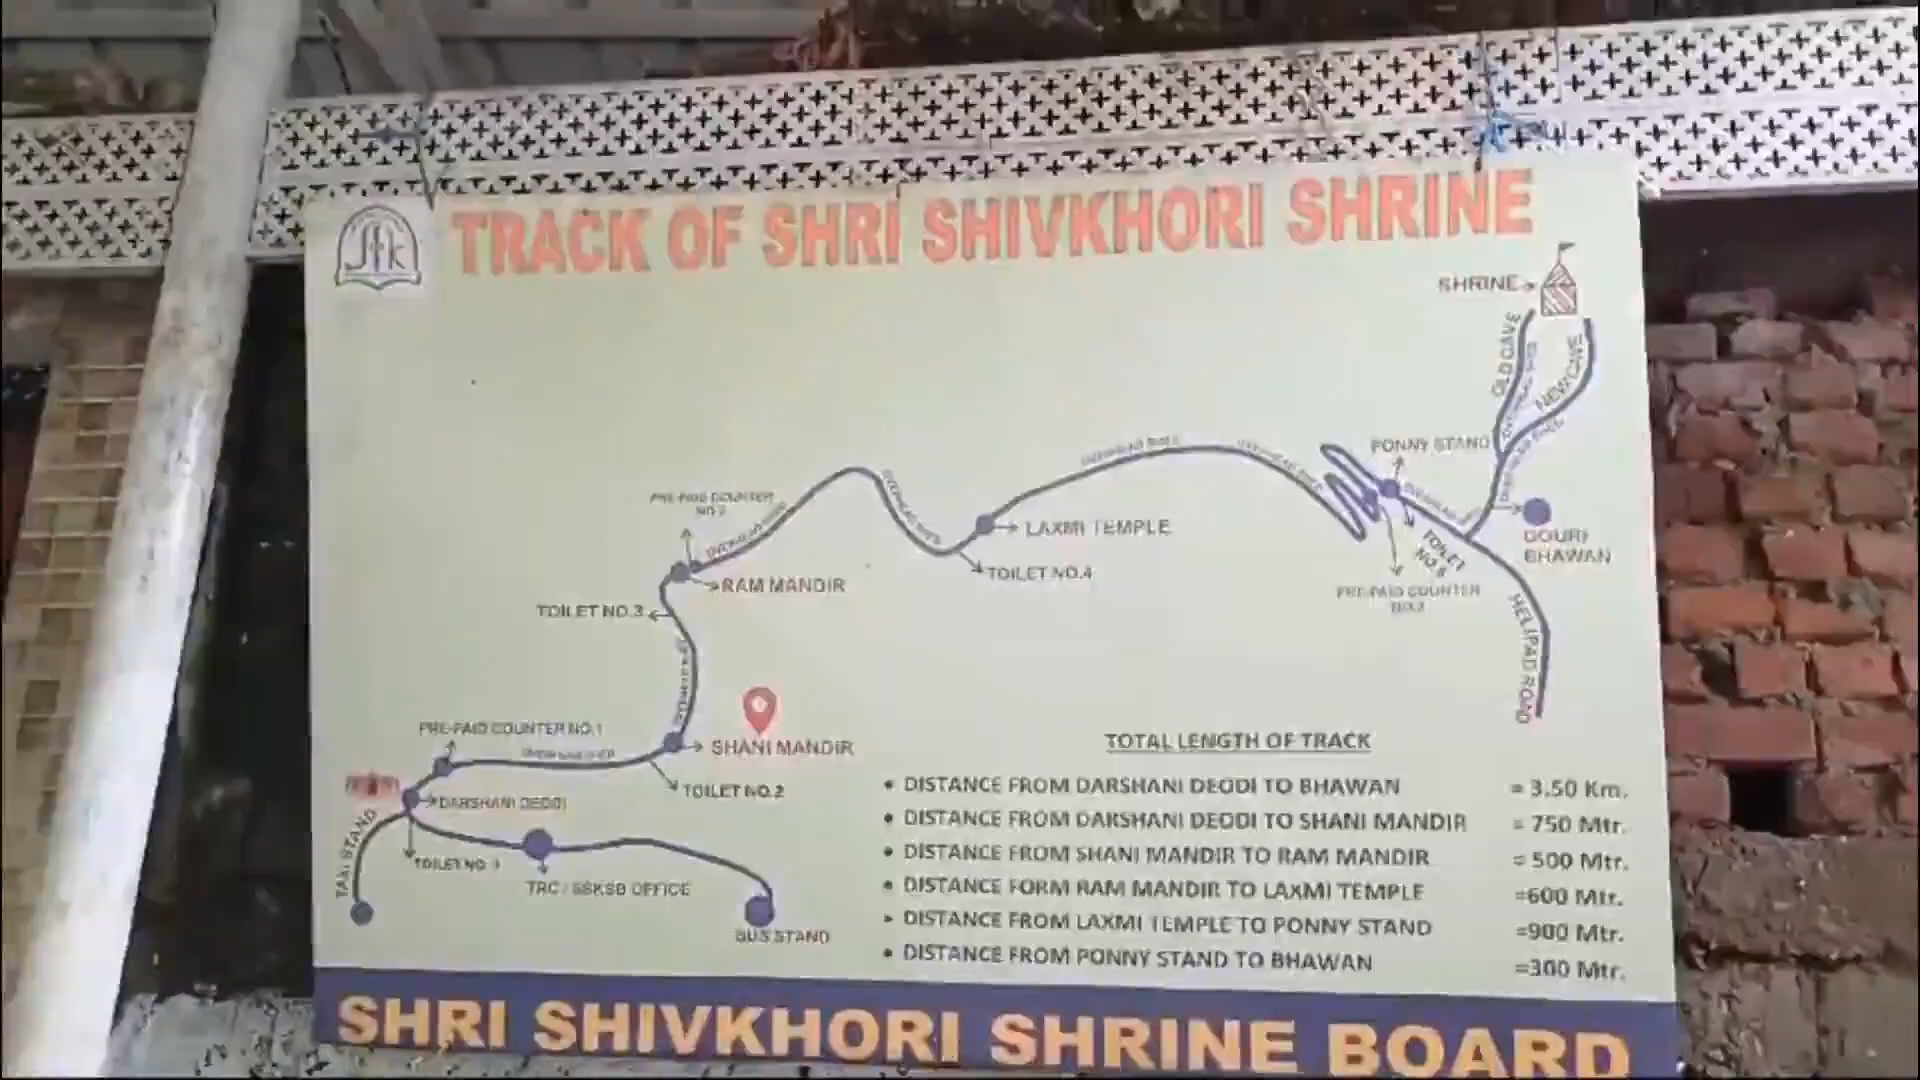 TRACK OF SHRI SHIVKHORI SHRINE
SHRINE
OLD CAVE
NEW CAVE
PONNY STAND
GOURI
BHAWAN
TOILET
PRE-PAID COUNTER
HELIPAD ROAD
LAXMI TEMPLE
TOILET NO.4
PRE-PAID COUNTER
RAM MANDIR
TOILET NO.3
SHANI MANDIR
TOILET NO.2
PRE-PAID COUNTER NO.1
DARSHANI DEODI
TAXI STAND
TOILET NO.
TRC / SSKSB OFFICE
BUS STAND
TOTAL LENGTH OF TRACK
• DISTANCE FROM DARSHANI DEODI TO BHAWAN = 3.50 Km.
• DISTANCE FROM DARSHANI DEODI TO SHANI MANDIR = 750 Mtr.
• DISTANCE FROM SHANI MANDIR TO RAM MANDIR = 500 Mtr.
• DISTANCE FORM RAM MANDIR TO LAXMI TEMPLE =600 Mtr.
• DISTANCE FROM LAXMI TEMPLE TO PONNY STAND =900 Mtr.
• DISTANCE FROM PONNY STAND TO BHAWAN =300 Mtr.
SHRI SHIVKHORI SHRINE BOARD